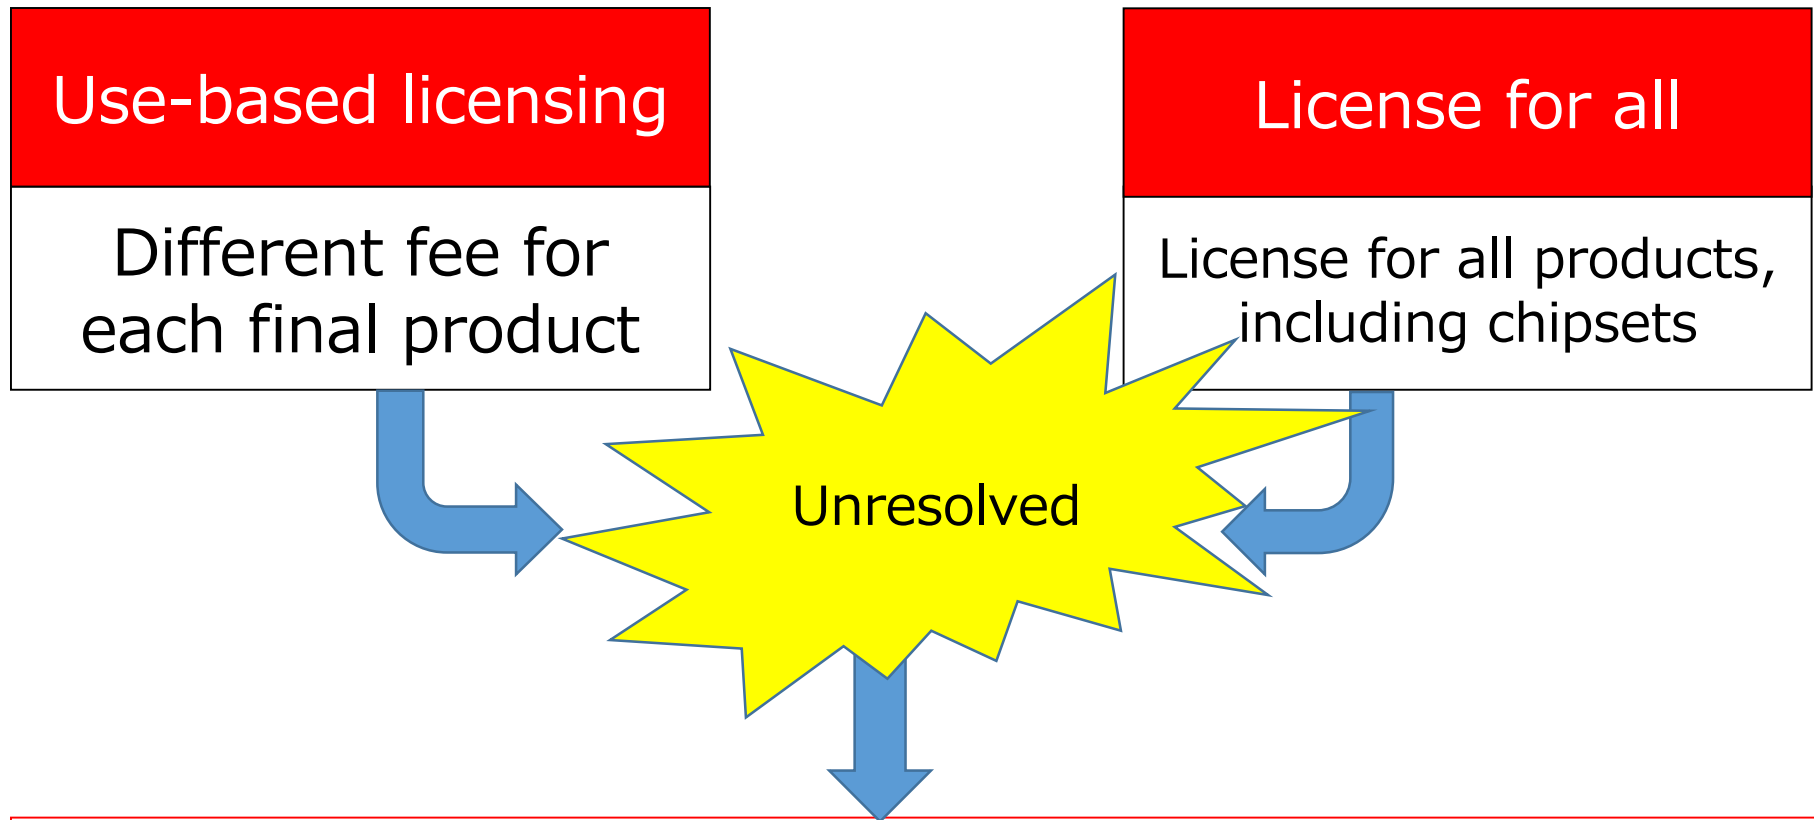 Use-based licensing
Different fee for
each final product
License for all
License for all products,
including chipsets
Unresolved